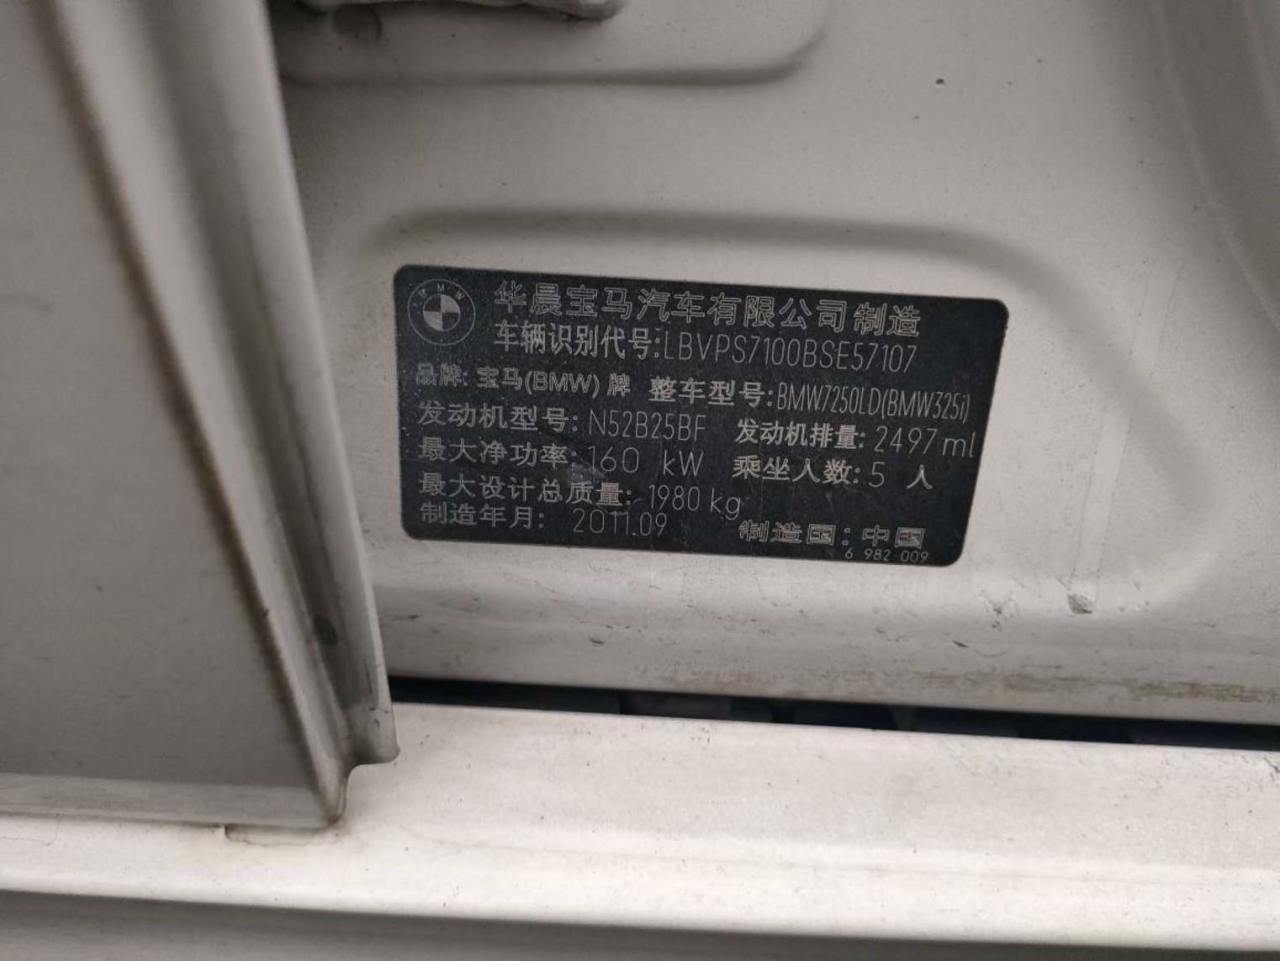 华晨宝马汽车有限公司制造
车辆识别代号:LBVPS7100BSE57107
品牌:宝马(BMW)牌 整车型号:BMW7250LD(BMW325i)
发动机型号:N52B25BF 发动机排量:2497ml
最大净功率:160 kW 乘坐人数:5 人
最大设计总质量:1980kg
制造年月:2011.09 制造国:中国
6 982 009